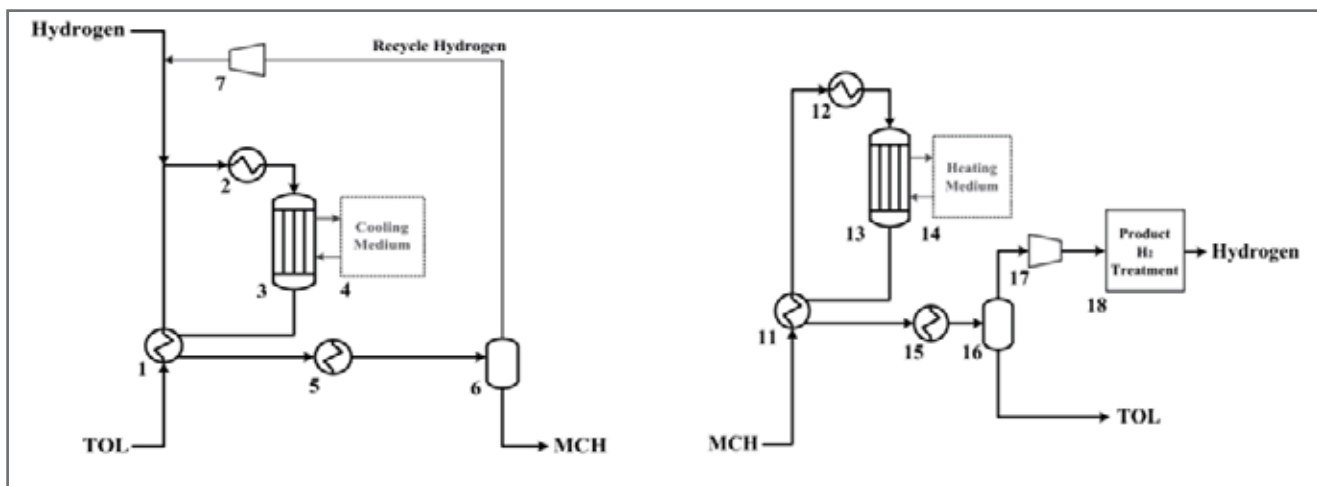 Hydrogen
Recycle Hydrogen
7
2
Cooling
Medium
3
4
1
5
6
TOL
MCH
12
Heating
Medium
13
14
Product
H₂
Treatment
Hydrogen
17
18
11
15
16
TOL
MCH